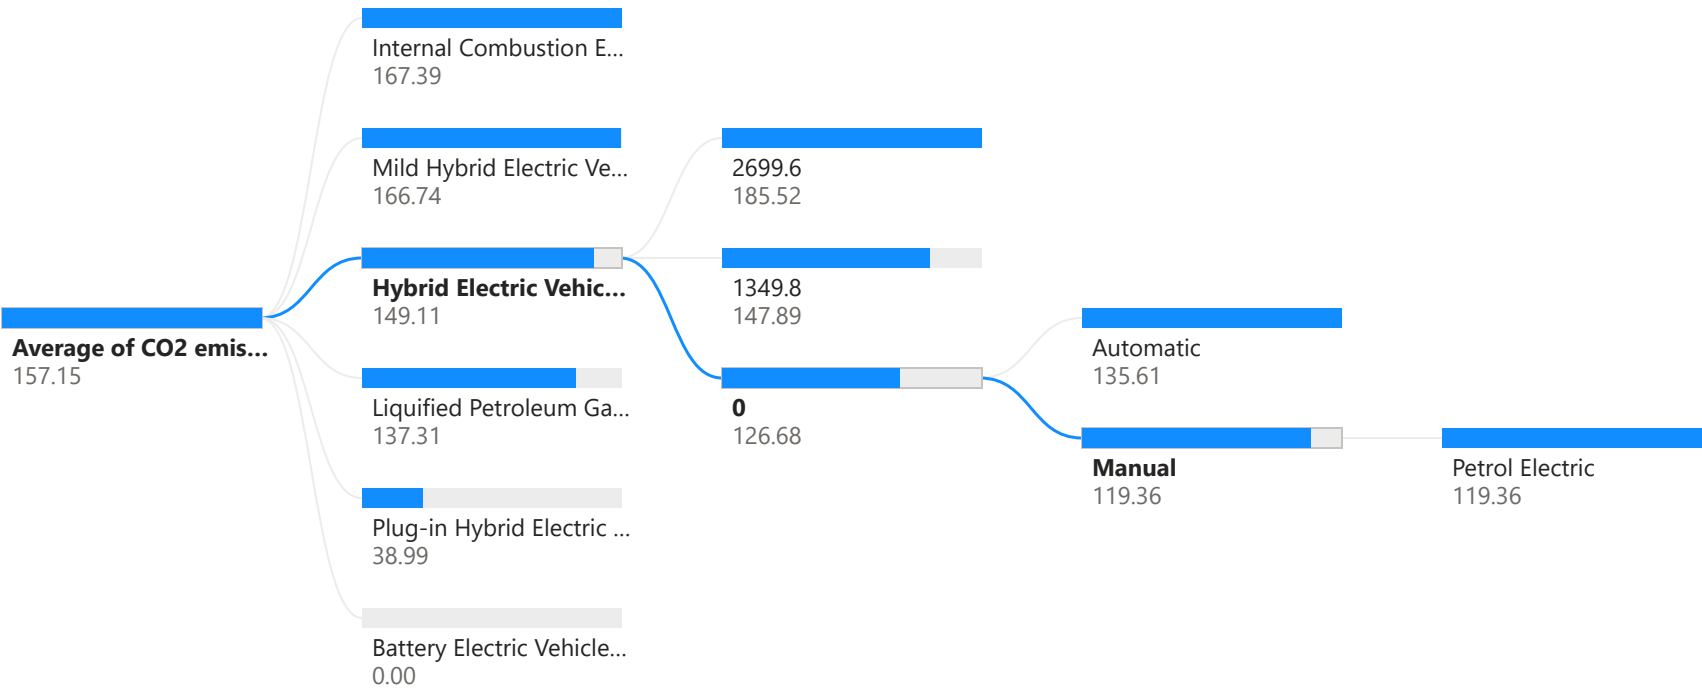 Internal Combustion E...
167.39
Mild Hybrid Electric Ve...
166.74
Hybrid Electric Vehic...
149.11
Liquified Petroleum Ga...
137.31
Plug-in Hybrid Electric ...
38.99
Battery Electric Vehicle...
0.00
Average of CO2 emis...
157.15
2699.6
185.52
1349.8
147.89
0
126.68
Automatic
135.61
Manual
119.36
Petrol Electric
119.36